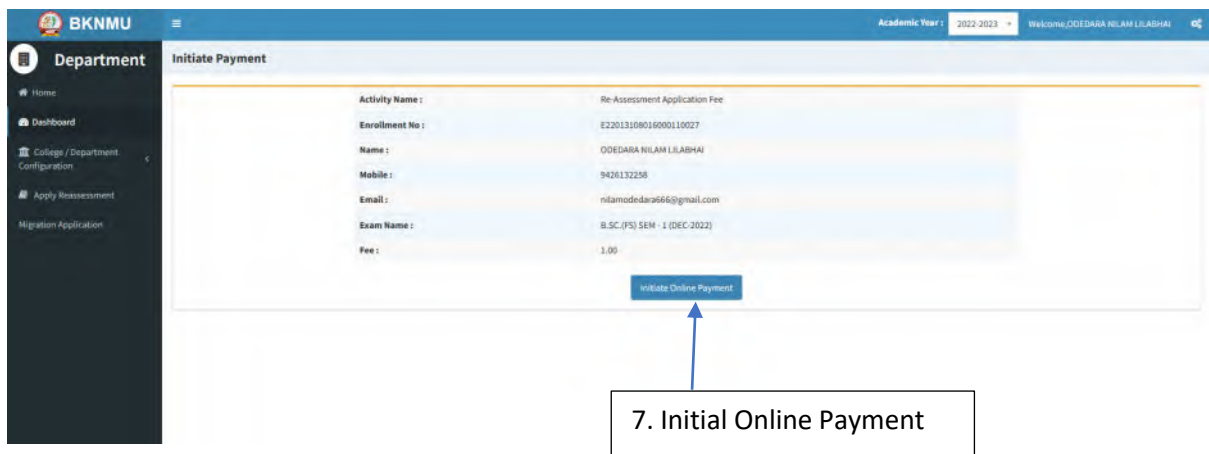 BKNMU
Academic Year : 2022-2023 Welcome,ODEDARA NILAM LILABHAI
Department
Initiate Payment
Home
Dashboard
College / Department
Configuration
Apply Reassessment
Migration Application
Activity Name : Re-Assessment Application Fee
Enrollment No : E22013108016000110027
Name : ODEDARA NILAM LILABHAI
Mobile : 9426132258
Email : nilamodedara666@gmail.com
Exam Name : B.SC.(FS) SEM - 1 (DEC-2022)
Fee : 1.00
Initiate Online Payment
7. Initial Online Payment